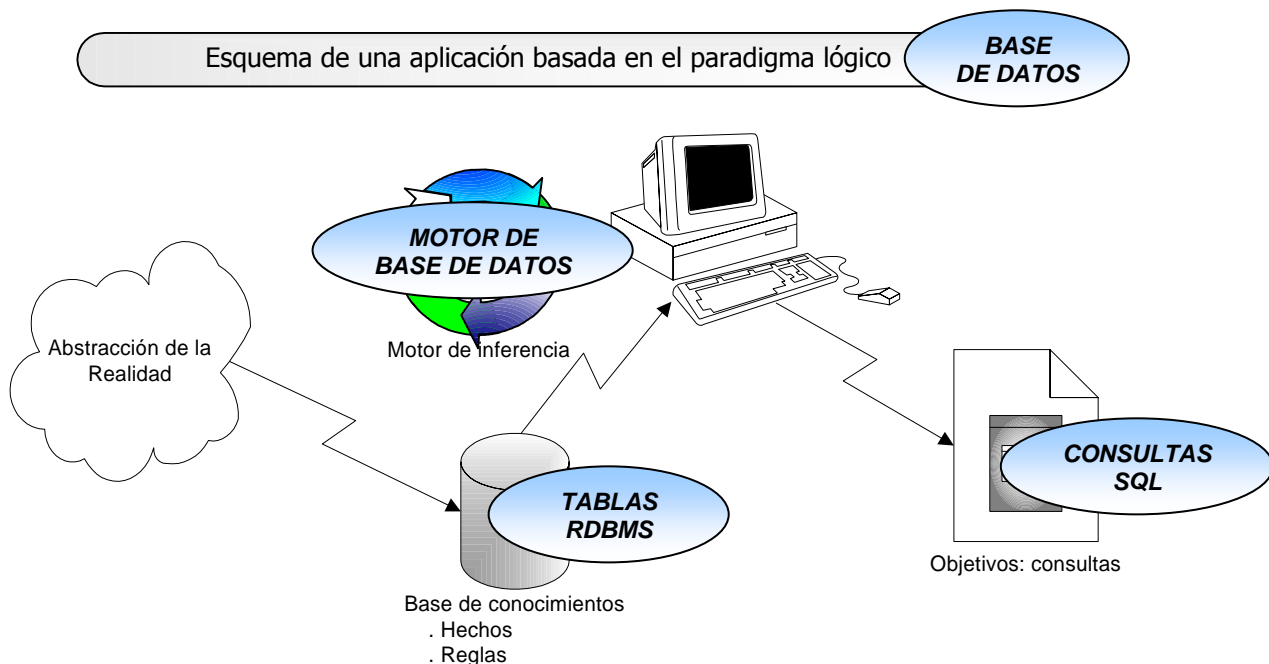 Esquema de una aplicación basada en el paradigma lógico
BASE
DE DATOS
MOTOR DE
BASE DE DATOS
Motor de inferencia
Abstracción de la
Realidad
TABLAS
RDBMS
CONSULTAS
SQL
Objetivos: consultas
Base de conocimientos
. Hechos
. Reglas